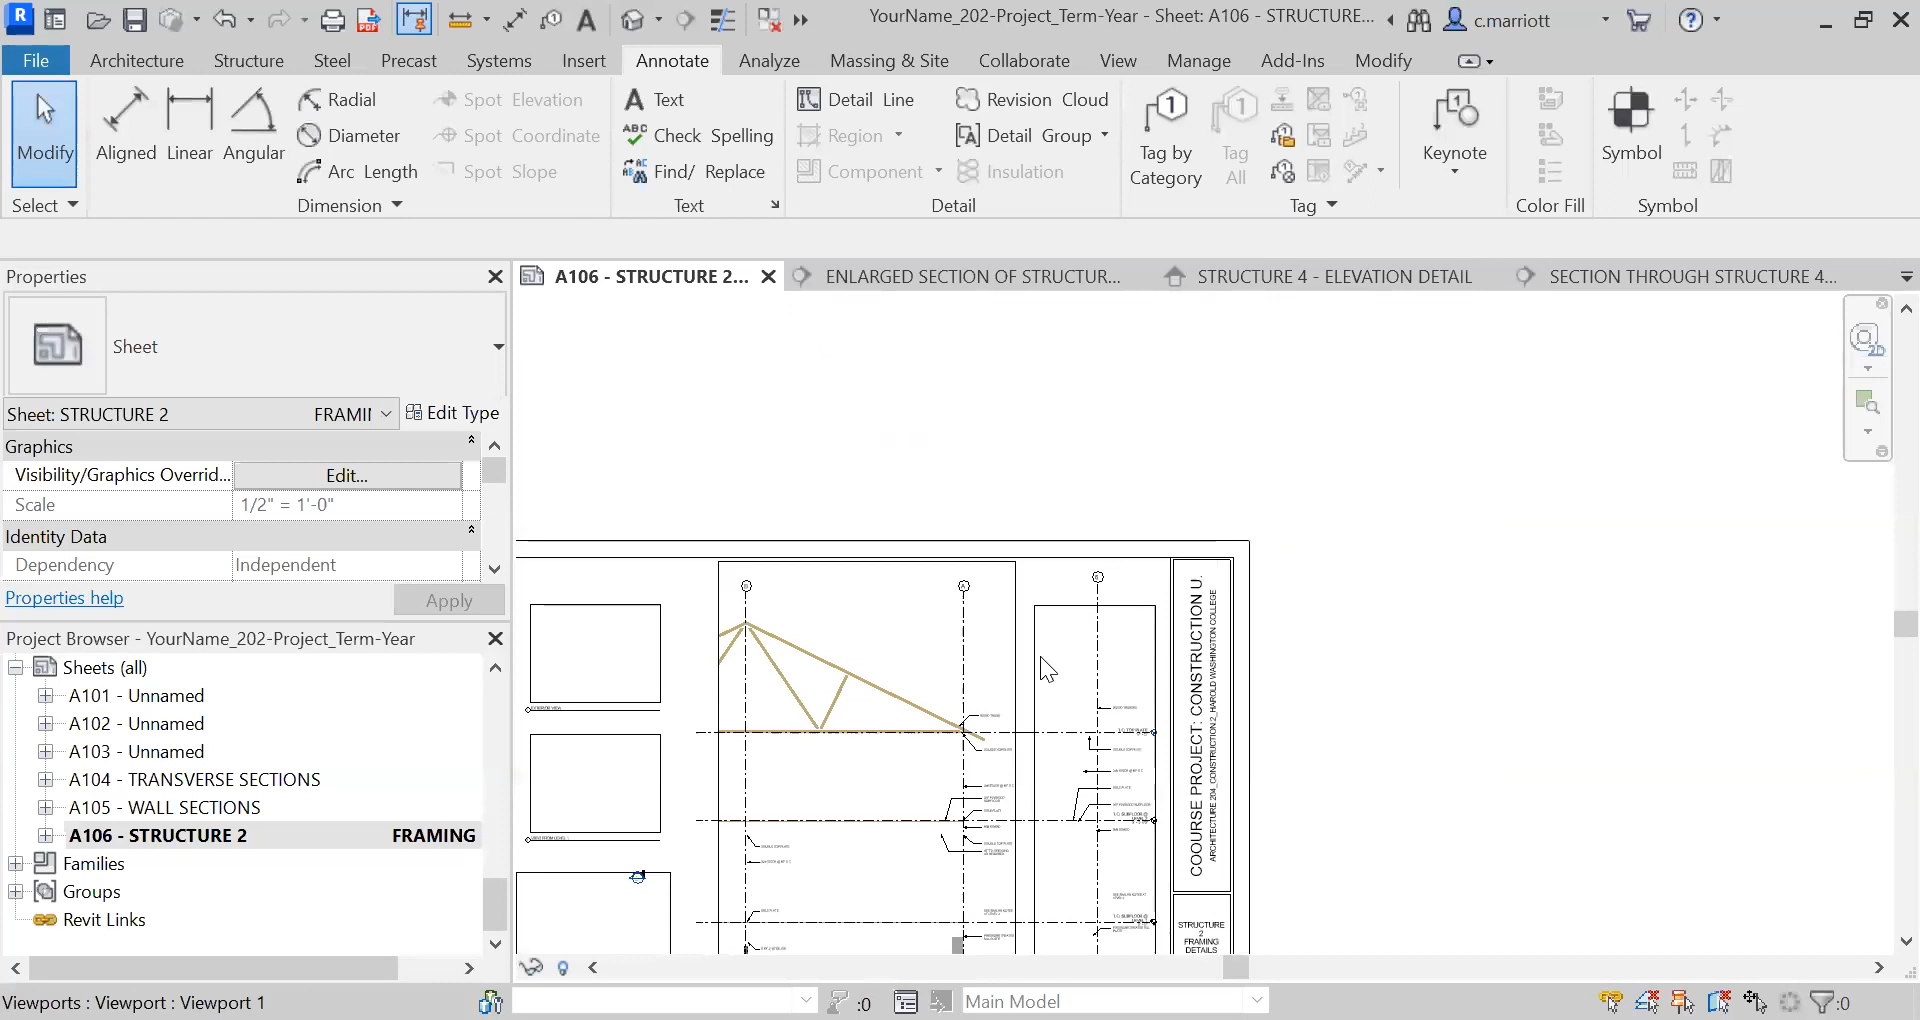 YourName_202-Project_Term-Year - Sheet: A106 - STRUCTURE...
c.marriott
File Architecture Structure Steel Precast Systems Insert Annotate Analyze Massing & Site Collaborate View Manage Add-Ins Modify
Modify
Select
Aligned Linear Angular
Radial
Diameter
Arc Length
Spot Elevation
Spot Coordinate
Spot Slope
Dimension
Text
Check Spelling
Find/ Replace
Text
Detail Line
Region
Component
Revision Cloud
Detail Group
Insulation
Detail
Tag by
Category
Tag
All
Tag
Keynote
Color Fill
Symbol
Symbol
Properties
Sheet
Sheet: STRUCTURE 2 FRAMI
Edit Type
Graphics
Visibility/Graphics Overrid... Edit...
Scale 1/2" = 1'-0"
Identity Data
Dependency Independent
Properties help Apply
Project Browser - YourName_202-Project_Term-Year
Sheets (all)
A101 - Unnamed
A102 - Unnamed
A103 - Unnamed
A104 - TRANSVERSE SECTIONS
A105 - WALL SECTIONS
A106 - STRUCTURE 2 FRAMING
Families
Groups
Revit Links
A106 - STRUCTURE 2...
ENLARGED SECTION OF STRUCTUR...
STRUCTURE 4 - ELEVATION DETAIL
SECTION THROUGH STRUCTURE 4...
2D
COOURSE PROJECT: CONSTRUCTION U.
ARCHITECTURE 204_CONSTRUCTION 2_HAROLD WASHINGTON COLLEGE
STRUCTURE
2
FRAMING
DETAILS
Viewports : Viewport : Viewport 1
:0
Main Model
:0